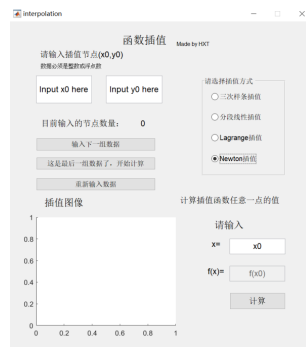 interpolation
函数插值 Made by HXT
请输入插值节点(x0,y0)
数据必须是整数或浮点数
Input x0 here Input y0 here
目前输入的节点数量： 0
输入下一组数据
这是最后一组数据了，开始计算
重新输入数据
请选择插值方式
三次样条插值
分段线性插值
Lagrange插值
Newton插值
插值图像
1
0.8
0.6
0.4
0.2
0
0 0.2 0.4 0.6 0.8 1
计算插值函数任意一点的值
请输入
x= x0
f(x)= f(x0)
计算